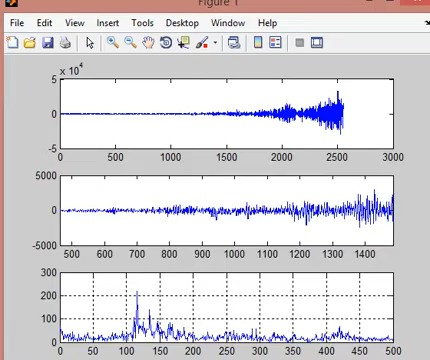 Figure 1
File Edit View Insert Tools Desktop Window Help
5 x 10^4
0
-5
0 500 1000 1500 2000 2500 3000
5000
0
-5000
500 600 700 800 900 1000 1100 1200 1300 1400
300
200
100
0
0 50 100 150 200 250 300 350 400 450 500